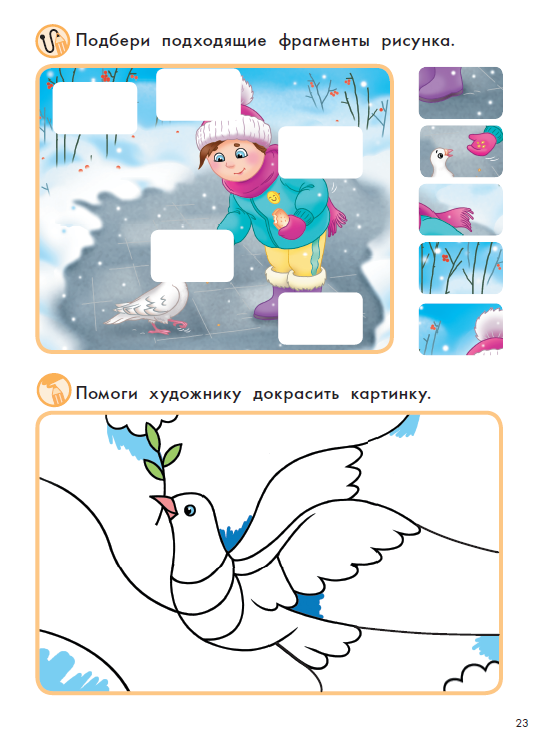 Подбери подходящие фрагменты рисунка.
Помоги художнику докрасить картинку.
23